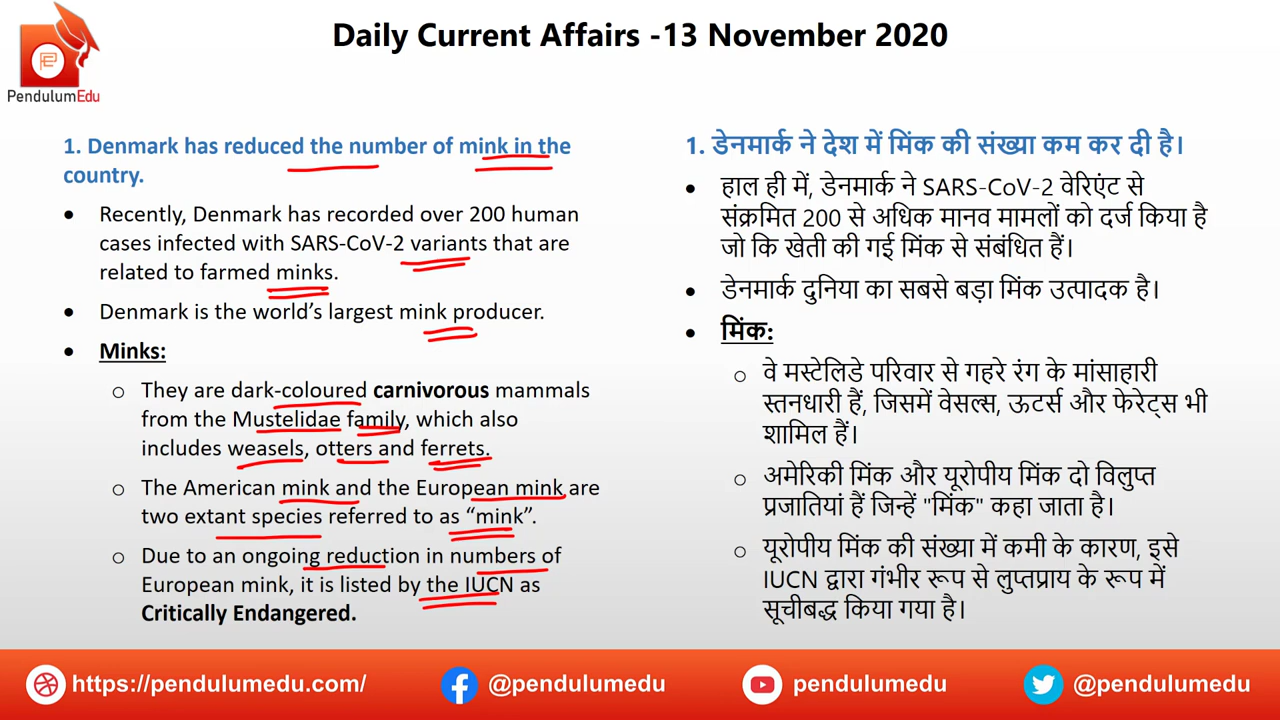 Daily Current Affairs -13 November 2020
PendulumEdu
1. Denmark has reduced the number of mink in the
country.
• Recently, Denmark has recorded over 200 human
cases infected with SARS-CoV-2 variants that are
related to farmed minks.
• Denmark is the world’s largest mink producer.
• Minks:
o They are dark-coloured carnivorous mammals
from the Mustelidae family, which also
includes weasels, otters and ferrets.
o The American mink and the European mink are
two extant species referred to as “mink”.
o Due to an ongoing reduction in numbers of
European mink, it is listed by the IUCN as
Critically Endangered.
1. डेनमार्क ने देश में मिंक की संख्या कम कर दी है।
• हाल ही में, डेनमार्क ने SARS-CoV-2 वेरिएंट से
संक्रमित 200 से अधिक मानव मामलों को दर्ज किया है
जो कि खेती की गई मिंक से संबंधित हैं।
• डेनमार्क दुनिया का सबसे बड़ा मिंक उत्पादक है।
• मिंक:
o वे मस्टेलिडे परिवार से गहरे रंग के मांसाहारी
स्तनधारी हैं, जिसमें वेसल्स, ऊटर्स और फेरेट्स भी
शामिल हैं।
o अमेरिकी मिंक और यूरोपीय मिंक दो विलुप्त
प्रजातियां हैं जिन्हें "मिंक" कहा जाता है।
o यूरोपीय मिंक की संख्या में कमी के कारण, इसे
IUCN द्वारा गंभीर रूप से लुप्तप्राय के रूप में
सूचीबद्ध किया गया है।
https://pendulumedu.com/
@pendulumedu
pendulumedu
@pendulumedu